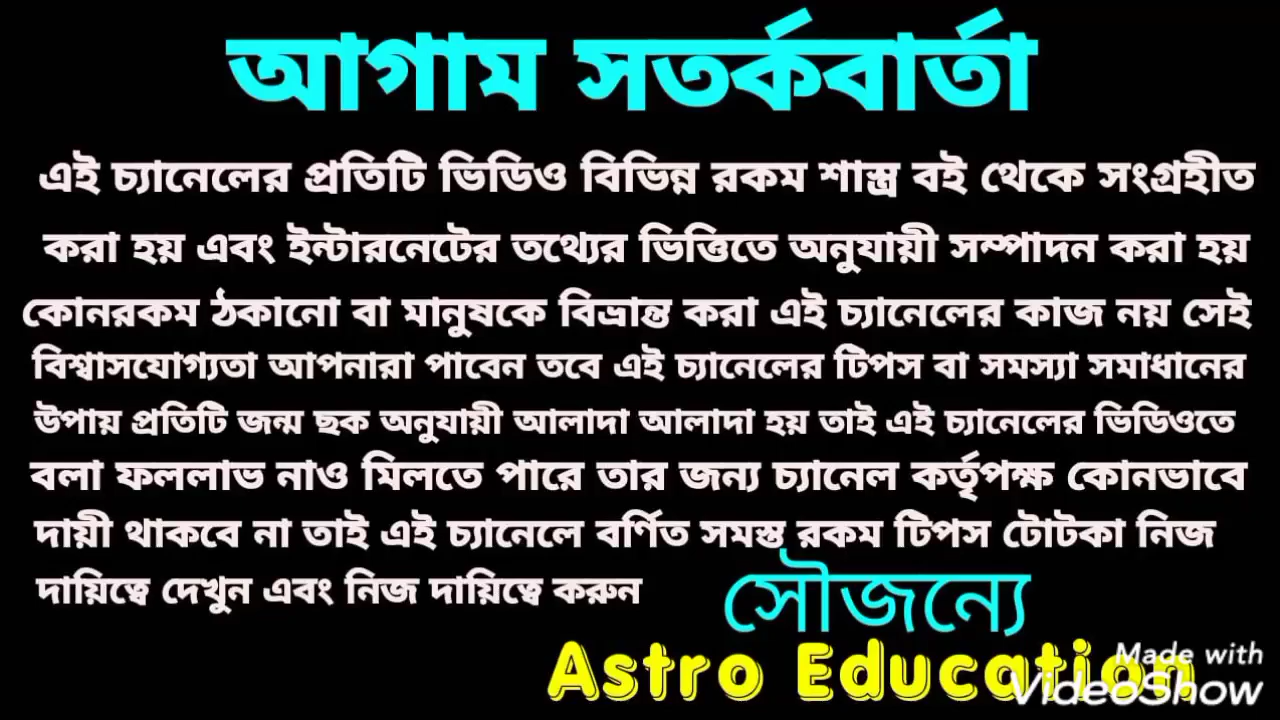 আগাম সতর্কবার্তা
এই চ্যানেলের প্রতিটি ভিডিও বিভিন্ন রকম শাস্ত্র বই থেকে সংগ্রহীত
করা হয় এবং ইন্টারনেটের তথ্যের ভিত্তিতে অনুযায়ী সম্পাদন করা হয়
কোনরকম ঠকানো বা মানুষকে বিভ্রান্ত করা এই চ্যানেলের কাজ নয় সেই
বিশ্বাসযোগ্যতা আপনারা পাবেন তবে এই চ্যানেলের টিপস বা সমস্যা সমাধানের
উপায় প্রতিটি জন্ম ছক অনুযায়ী আলাদা আলাদা হয় তাই এই চ্যানেলের ভিডিওতে
বলা ফললাভ নাও মিলতে পারে তার জন্য চ্যানেল কর্তৃপক্ষ কোনভাবে
দায়ী থাকবে না তাই এই চ্যানেলে বর্ণিত সমস্ত রকম টিপস টোটকা নিজ
দায়িত্বে দেখুন এবং নিজ দায়িত্বে করুন
সৌজন্যে
Astro Education
Made with
VideoShow